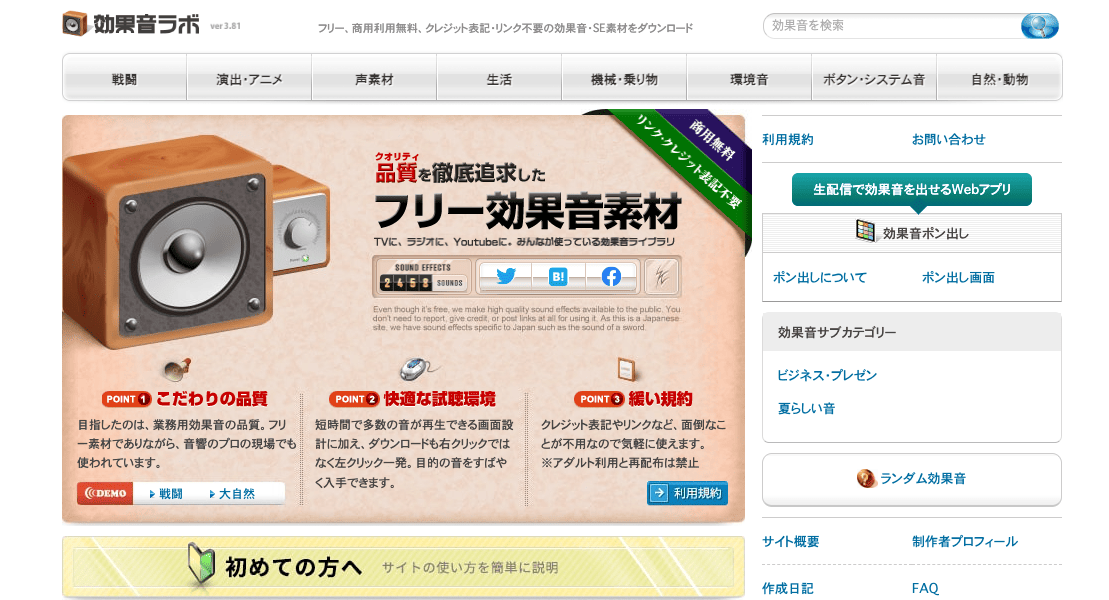 効果音ラボ ver 3.81
フリー、商用利用無料、クレジット表記・リンク不要の効果音・SE素材をダウンロード
効果音を検索
戦闘
演出・アニメ
声素材
生活
機械・乗り物
環境音
ボタン・システム音
自然・動物
商用無料
リンク・クレジット表記不要
クオリティ
品質を徹底追求した
フリー効果音素材
TVに、ラジオに、Youtubeに。みんなが使っている効果音ライブラリ
SOUND EFFECTS
2458 SOUNDS
B!
Even though it's free, we make high quality sound effects available to the public. You
don't need to report, give credit, or post links at all for using it. As this is a Japanese
site, we have sound effects specific to Japan such as the sound of a sword.
POINT 1 こだわりの品質
目指したのは、業務用効果音の品質。フリ
ー素材でありながら、音響のプロの現場でも
使われています。
DEMO
戦闘
大自然
POINT 2 快適な試聴環境
短時間で多数の音が再生できる画面設
計に加え、ダウンロードも右クリックでは
なく左クリック一発。目的の音をすばや
く入手できます。
POINT 3 緩い規約
クレジット表記やリンクなど、面倒なこ
とが不用なので気軽に使えます。
※アダルト利用と再配布は禁止
利用規約
初めての方へ サイトの使い方を簡単に説明
利用規約
お問い合わせ
生配信で効果音を出せるWebアプリ
効果音ポン出し
ポン出しについて
ポン出し画面
効果音サブカテゴリー
ビジネス・プレゼン
夏らしい音
ランダム効果音
サイト概要
制作者プロフィール
作成日記
FAQ